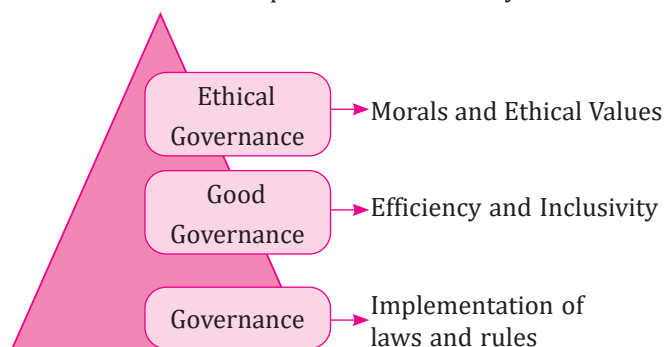 Ethical
Governance
Morals and Ethical Values
Good
Governance
Efficiency and Inclusivity
Governance
Implementation of
laws and rules